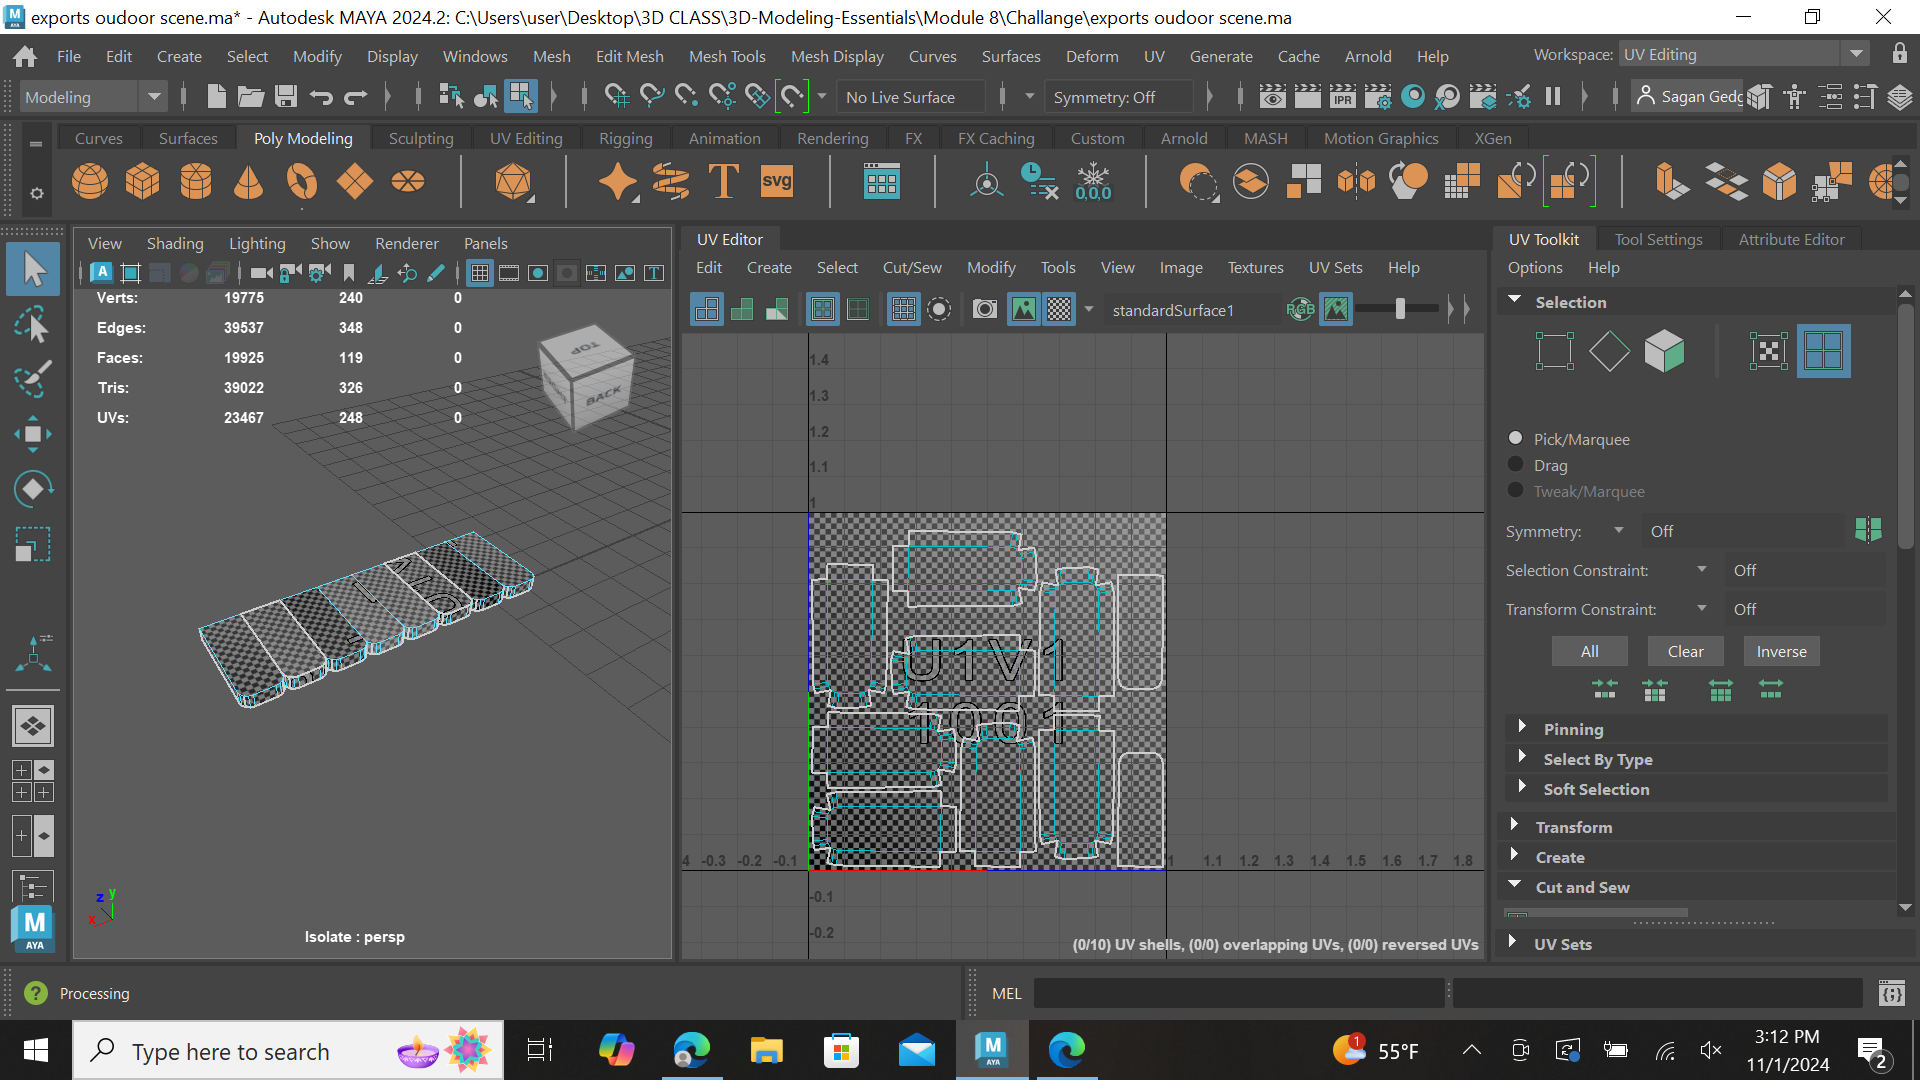 exports oudoor scene.ma* - Autodesk MAYA 2024.2: C:\Users\user\Desktop\3D CLASS\3D-Modeling-Essentials\Module 8\Challange\exports oudoor scene.ma
File Edit Create Select Modify Display Windows Mesh Edit Mesh Mesh Tools Mesh Display Curves Surfaces Deform UV Generate Cache Arnold Help Workspace: UV Editing
Modeling No Live Surface Symmetry: Off IPR Sagan Gedg
Curves Surfaces Poly Modeling Sculpting UV Editing Rigging Animation Rendering FX FX Caching Custom Arnold MASH Motion Graphics XGen
T svg 0,0,0
View Shading Lighting Show Renderer Panels
Verts: 19775 240 0
Edges: 39537 348 0
Faces: 19925 119 0
Tris: 39022 326 0
UVs: 23467 248 0
TOP
BACK
z y
x
Isolate : persp
UV Editor
Edit Create Select Cut/Sew Modify Tools View Image Textures UV Sets Help
standardSurface1 RGB
1.4
1.3
1.2
1.1
1
U1V1
1001
4 -0.3 -0.2 -0.1 1 1.1 1.2 1.3 1.4 1.5 1.6 1.7 1.8
-0.1
-0.2
(0/10) UV shells, (0/0) overlapping UVs, (0/0) reversed UVs
UV Toolkit Tool Settings Attribute Editor
Options Help
Selection
Pick/Marquee
Drag
Tweak/Marquee
Symmetry: Off
Selection Constraint: Off
Transform Constraint: Off
All Clear Inverse
Pinning
Select By Type
Soft Selection
Transform
Create
Cut and Sew
UV Sets
M
AYA
Processing MEL
Type here to search
M
AYA
1
55°F
3:12 PM
11/1/2024
2